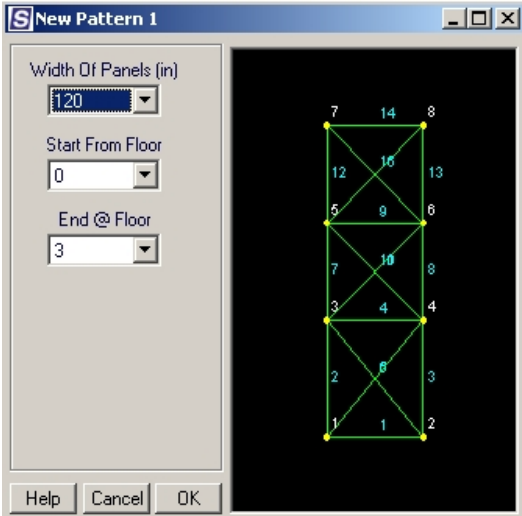 New Pattern 1
Width Of Panels (in)
120
Start From Floor
0
End @ Floor
3
Help Cancel OK
7 14 8
16
12 13
5 9 6
10
7 8
3 4 4
2 3
1 1 2